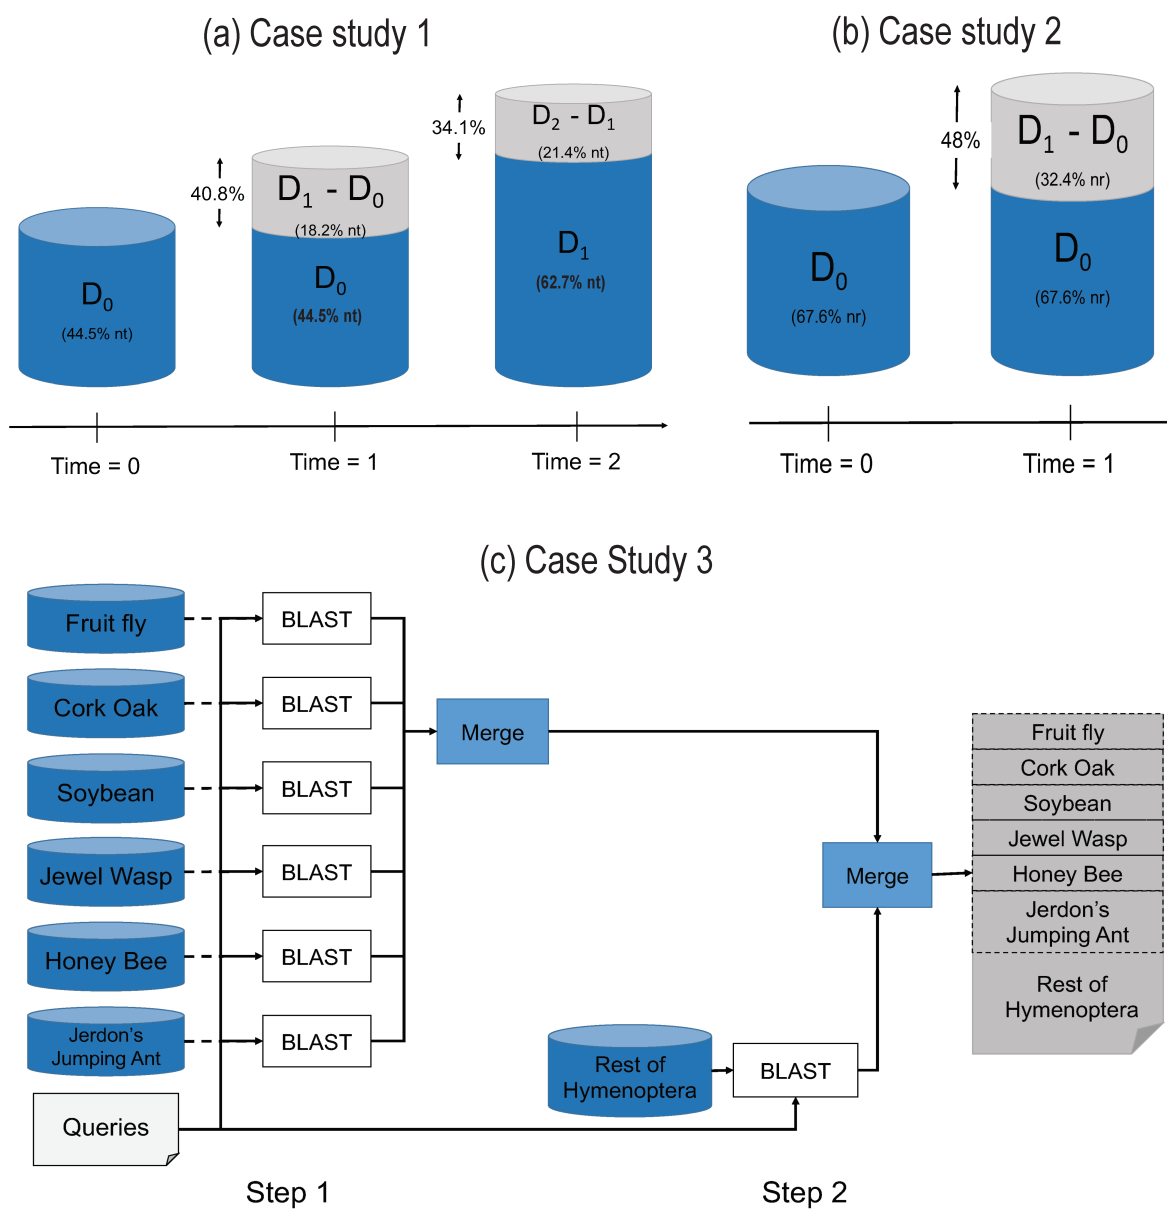 (a) Case study 1
(b) Case study 2
D0
(44.5% nt)
Time = 0
40.8%
D1 - D0
(18.2% nt)
D0
(44.5% nt)
Time = 1
34.1%
D2 - D1
(21.4% nt)
D1
(62.7% nt)
Time = 2
D0
(67.6% nr)
Time = 0
48%
D1 - D0
(32.4% nr)
D0
(67.6% nr)
Time = 1
(c) Case Study 3
Fruit fly
BLAST
Cork Oak
BLAST
Soybean
BLAST
Jewel Wasp
BLAST
Honey Bee
BLAST
Jerdon's
Jumping Ant
BLAST
Queries
Merge
Rest of
Hymenoptera
BLAST
Merge
Fruit fly
Cork Oak
Soybean
Jewel Wasp
Honey Bee
Jerdon's
Jumping Ant
Rest of
Hymenoptera
Step 1
Step 2